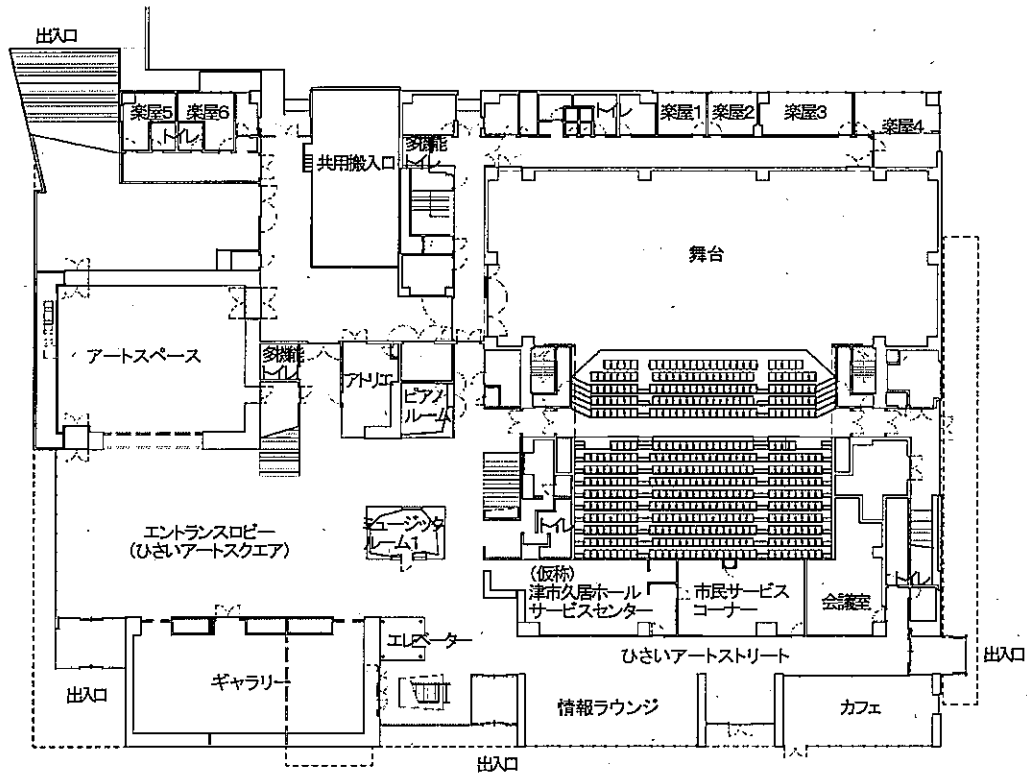 出入口
楽屋5
楽屋6
トイレ
共用搬入口
多機能
トイレ
トイレ
楽屋1
楽屋2
楽屋3
楽屋4
舞台
アートスペース
多機能
トイレ
アトリエ
ピアノ
ルーム
エントランスロビー
(ひさいアートスクエア)
ミュージック
ルーム1
トイレ
(仮称)
津市久居ホール
サービスセンター
市民サービス
コーナー
会議室
トイレ
エレベーター
ひさいアートストリート
出入口
出入口
ギャラリー
情報ラウンジ
カフェ
出入口